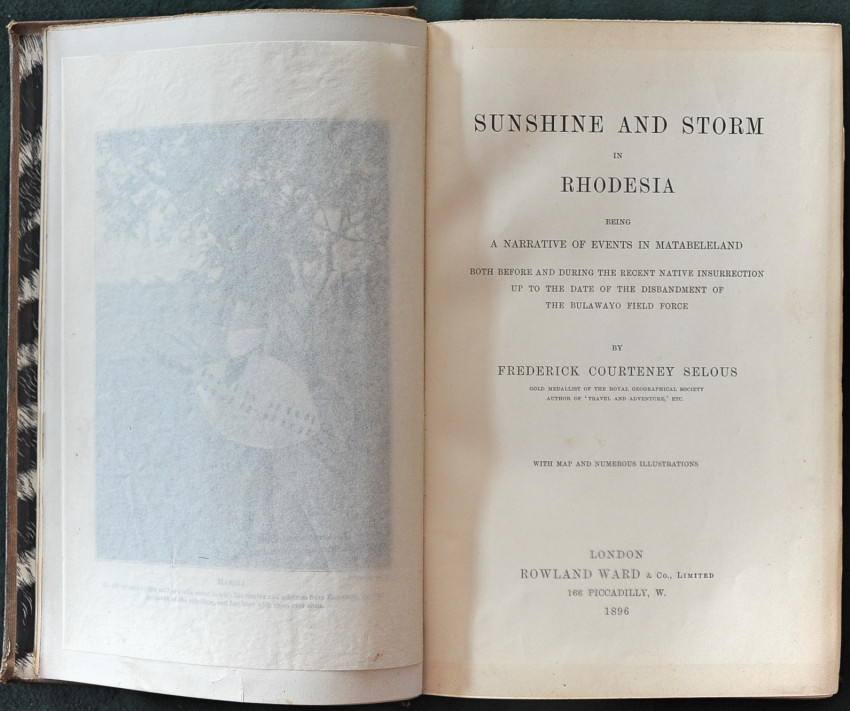 SUNSHINE AND STORM
IN
RHODESIA
BEING
A NARRATIVE OF EVENTS IN MATABELELAND
BOTH BEFORE AND DURING THE RECENT NATIVE INSURRECTION
UP TO THE DATE OF THE DISBANDMENT OF
THE BULAWAYO FIELD FORCE
BY
FREDERICK COURTENEY SELOUS
GOLD MEDALLIST OF THE ROYAL GEOGRAPHICAL SOCIETY
AUTHOR OF 'TRAVEL AND ADVENTURE,' ETC.
WITH MAP AND NUMEROUS ILLUSTRATIONS
LONDON
ROWLAND WARD & Co., LIMITED
166 PICCADILLY, W.
1896